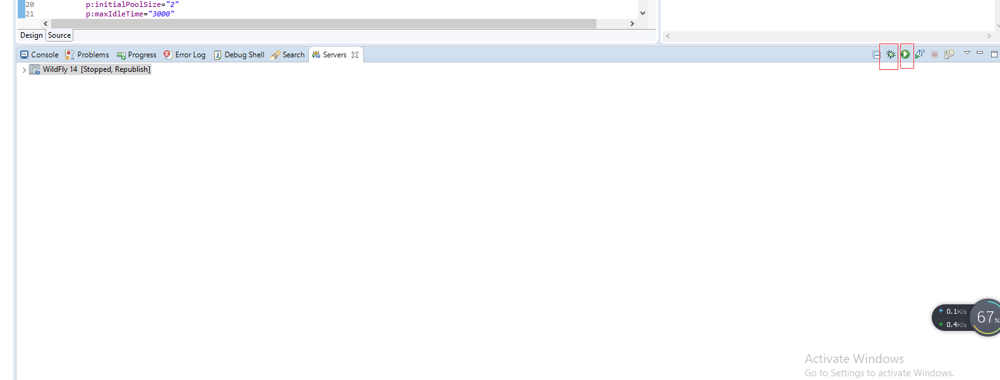 20 p:initialPoolSize="2"
21 p:maxIdleTime="3000"
Design Source
Console Problems Progress Error Log Debug Shell Search Servers
WildFly 14 [Stopped, Republish]
0.1K/s
0.4K/s
67%
Activate Windows
Go to Settings to activate Windows.